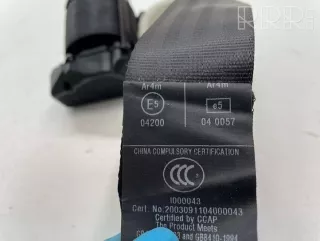 Ar4m Ar4m
E5 e5
04200 04 0057
CHINA COMPULSORY CERTIFICATION
CCC
I000043
Cert. No.:2003091104000043
Certified by CCAP
The Product Meets
and GB8410-1994